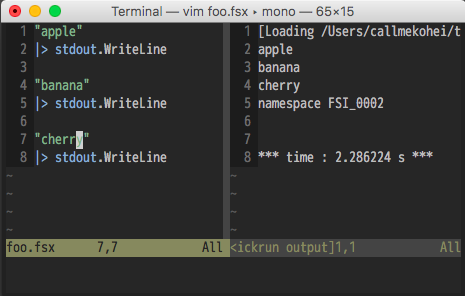 Terminal — vim foo.fsx ▸ mono — 65×15
1 "apple"
2 |> stdout.WriteLine
3
4 "banana"
5 |> stdout.WriteLine
6
7 "cherry"
8 |> stdout.WriteLine
~
~
~
~
foo.fsx 7,7 All
1 [Loading /Users/callmekohei/t
2 apple
3 banana
4 cherry
5 namespace FSI_0002
6
7
8 *** time : 2.286224 s ***
~
~
~
~
<ickrun output]1,1 All